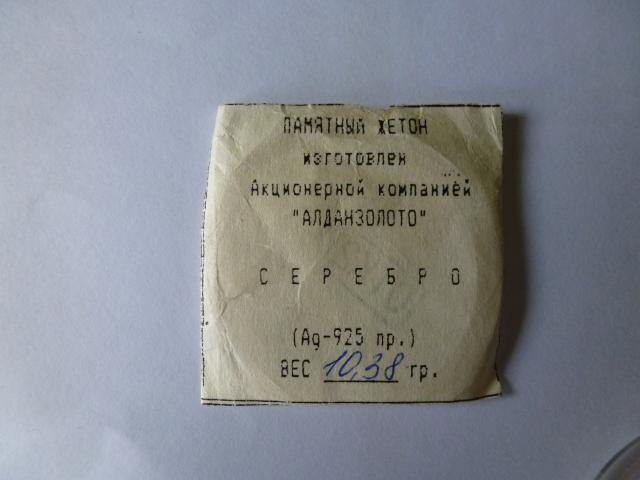 ПАМЯТНЫЙ ЖЕТОН
изготовлен
Акционерной компанией
"АЛДАНЗОЛОТО"
С Е Р Е Б Р О
(Ag-925 пр.)
ВЕС 10,38 гр.